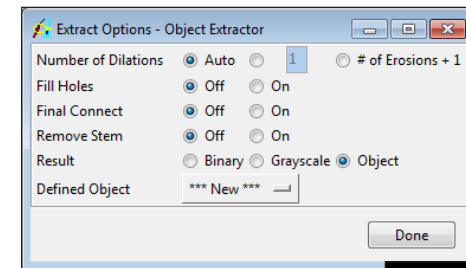 Extract Options - Object Extractor
Number of Dilations Auto 1 # of Erosions + 1
Fill Holes Off On
Final Connect Off On
Remove Stem Off On
Result Binary Grayscale Object
Defined Object *** New ***
Done